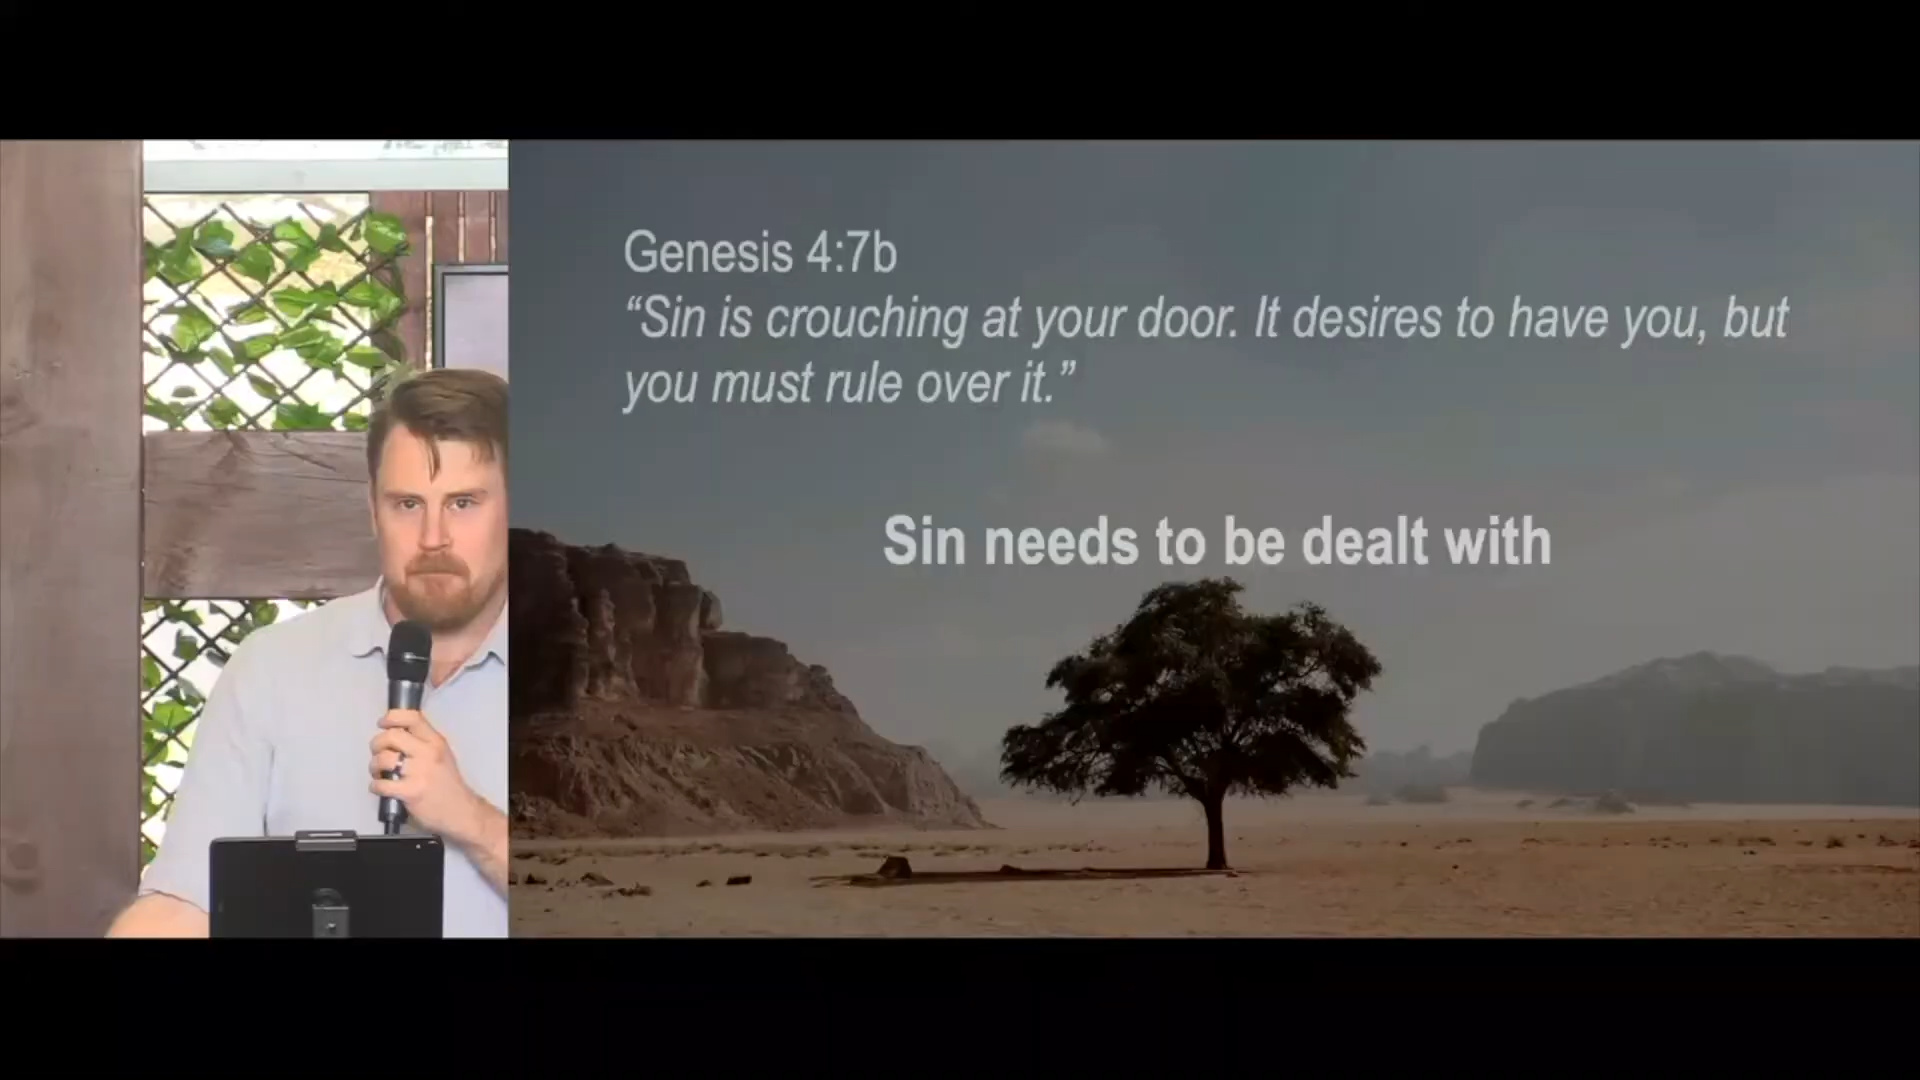 Genesis 4:7b
“Sin is crouching at your door. It desires to have you, but
you must rule over it.”
Sin needs to be dealt with